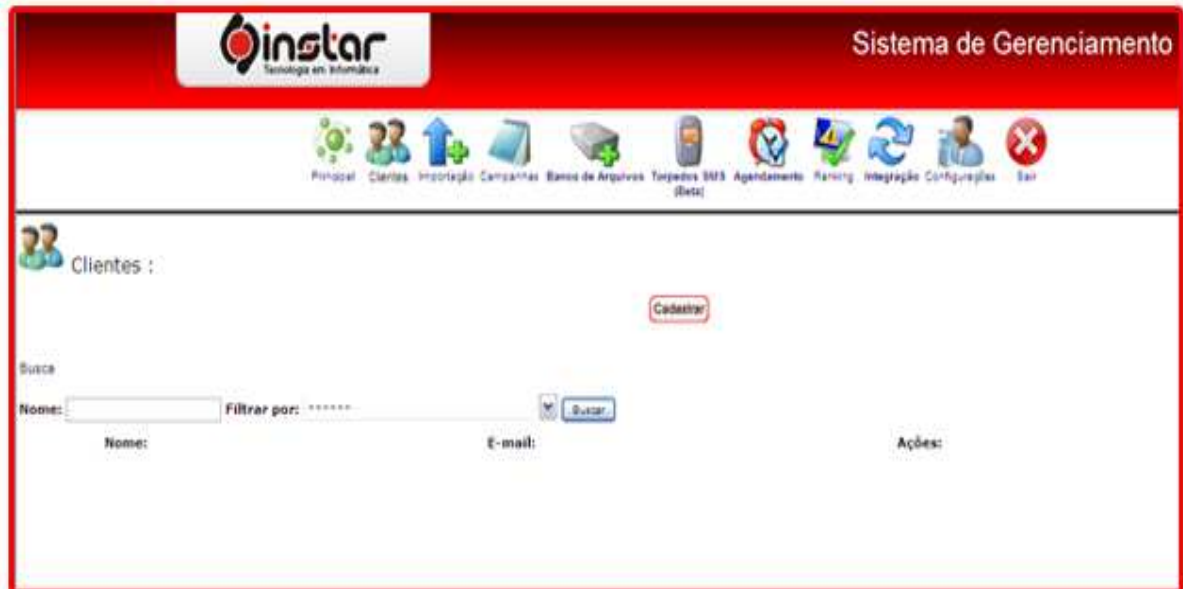 instar
Tecnologia em Informática
Sistema de Gerenciamento
Principal Clientes Importação Campanhas Banco de Arquivos Torpedos SMS (Beta) Agendamento Ranking Integração Configurações Sair
Clientes :
Cadastrar
Busca
Nome: Filtrar por: ****** Buscar
Nome: E-mail: Ações: